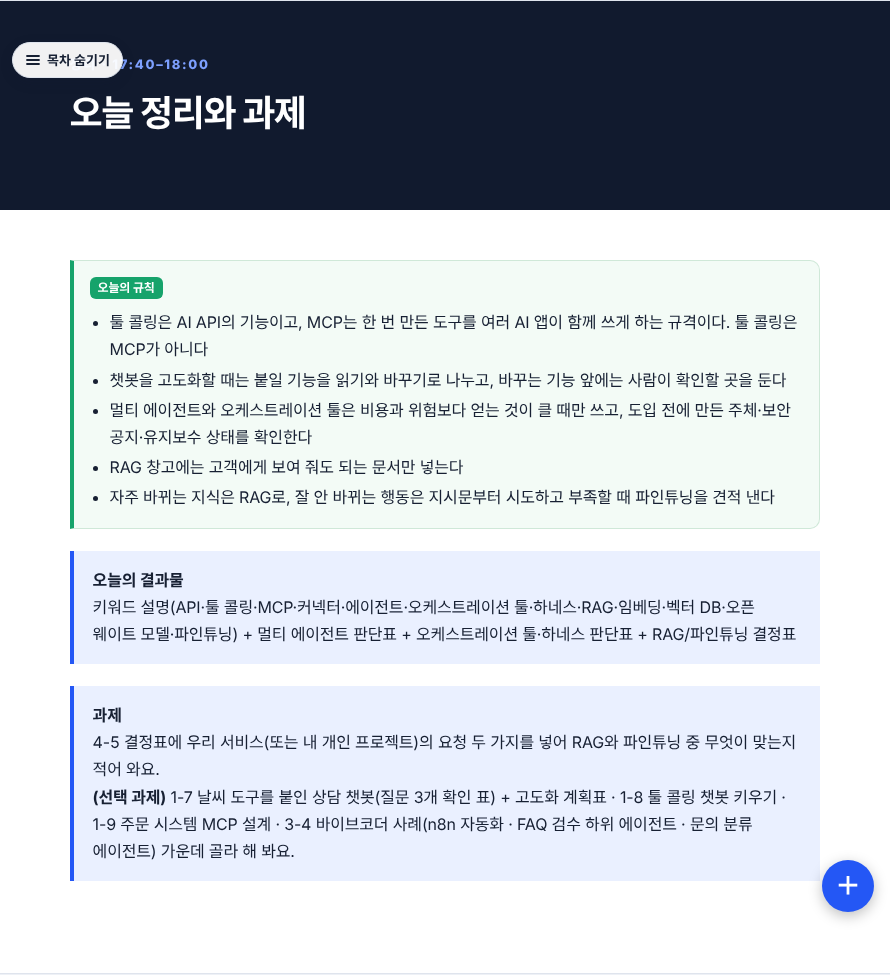 목차 숨기기
7:40–18:00
오늘 정리와 과제
오늘의 규칙
• 툴 콜링은 AI API의 기능이고, MCP는 한 번 만든 도구를 여러 AI 앱이 함께 쓰게 하는 규격이다. 툴 콜링은
MCP가 아니다
• 챗봇을 고도화할 때는 붙일 기능을 읽기와 바꾸기로 나누고, 바꾸는 기능 앞에는 사람이 확인할 곳을 둔다
• 멀티 에이전트와 오케스트레이션 툴은 비용과 위험보다 얻는 것이 클 때만 쓰고, 도입 전에 만든 주체·보안
공지·유지보수 상태를 확인한다
• RAG 창고에는 고객에게 보여 줘도 되는 문서만 넣는다
• 자주 바뀌는 지식은 RAG로, 잘 안 바뀌는 행동은 지시문부터 시도하고 부족할 때 파인튜닝을 견적 낸다
오늘의 결과물
키워드 설명(API·툴 콜링·MCP·커넥터·에이전트·오케스트레이션 툴·하네스·RAG·임베딩·벡터 DB·오픈
웨이트 모델·파인튜닝) + 멀티 에이전트 판단표 + 오케스트레이션 툴·하네스 판단표 + RAG/파인튜닝 결정표
과제
4-5 결정표에 우리 서비스(또는 내 개인 프로젝트)의 요청 두 가지를 넣어 RAG와 파인튜닝 중 무엇이 맞는지
적어 와요.
(선택 과제) 1-7 날씨 도구를 붙인 상담 챗봇(질문 3개 확인 표) + 고도화 계획표 · 1-8 툴 콜링 챗봇 키우기 ·
1-9 주문 시스템 MCP 설계 · 3-4 바이브코더 사례(n8n 자동화 · FAQ 검수 하위 에이전트 · 문의 분류
에이전트) 가운데 골라 해 봐요.